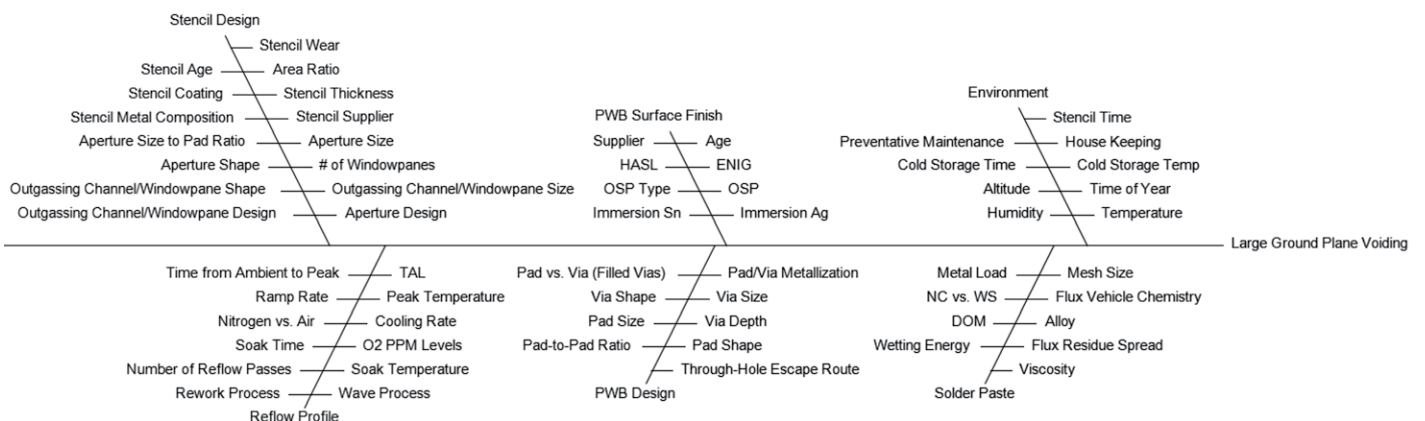 Stencil Design
Stencil Wear
Stencil Age
Area Ratio
Stencil Coating
Stencil Thickness
Stencil Metal Composition
Stencil Supplier
Aperture Size to Pad Ratio
Aperture Size
Aperture Shape
# of Windowpanes
Outgassing Channel/Windowpane Shape
Outgassing Channel/Windowpane Size
Outgassing Channel/Windowpane Design
Aperture Design
PWB Surface Finish
Supplier
Age
HASL
ENIG
OSP Type
OSP
Immersion Sn
Immersion Ag
Environment
Stencil Time
Preventative Maintenance
House Keeping
Cold Storage Time
Cold Storage Temp
Altitude
Time of Year
Humidity
Temperature
Large Ground Plane Voiding
Time from Ambient to Peak
TAL
Ramp Rate
Peak Temperature
Nitrogen vs. Air
Cooling Rate
Soak Time
O2 PPM Levels
Number of Reflow Passes
Soak Temperature
Rework Process
Wave Process
Reflow Profile
Pad vs. Via (Filled Vias)
Pad/Via Metallization
Via Shape
Via Size
Pad Size
Via Depth
Pad-to-Pad Ratio
Pad Shape
Through-Hole Escape Route
PWB Design
Metal Load
Mesh Size
NC vs. WS
Flux Vehicle Chemistry
DOM
Alloy
Wetting Energy
Flux Residue Spread
Viscosity
Solder Paste